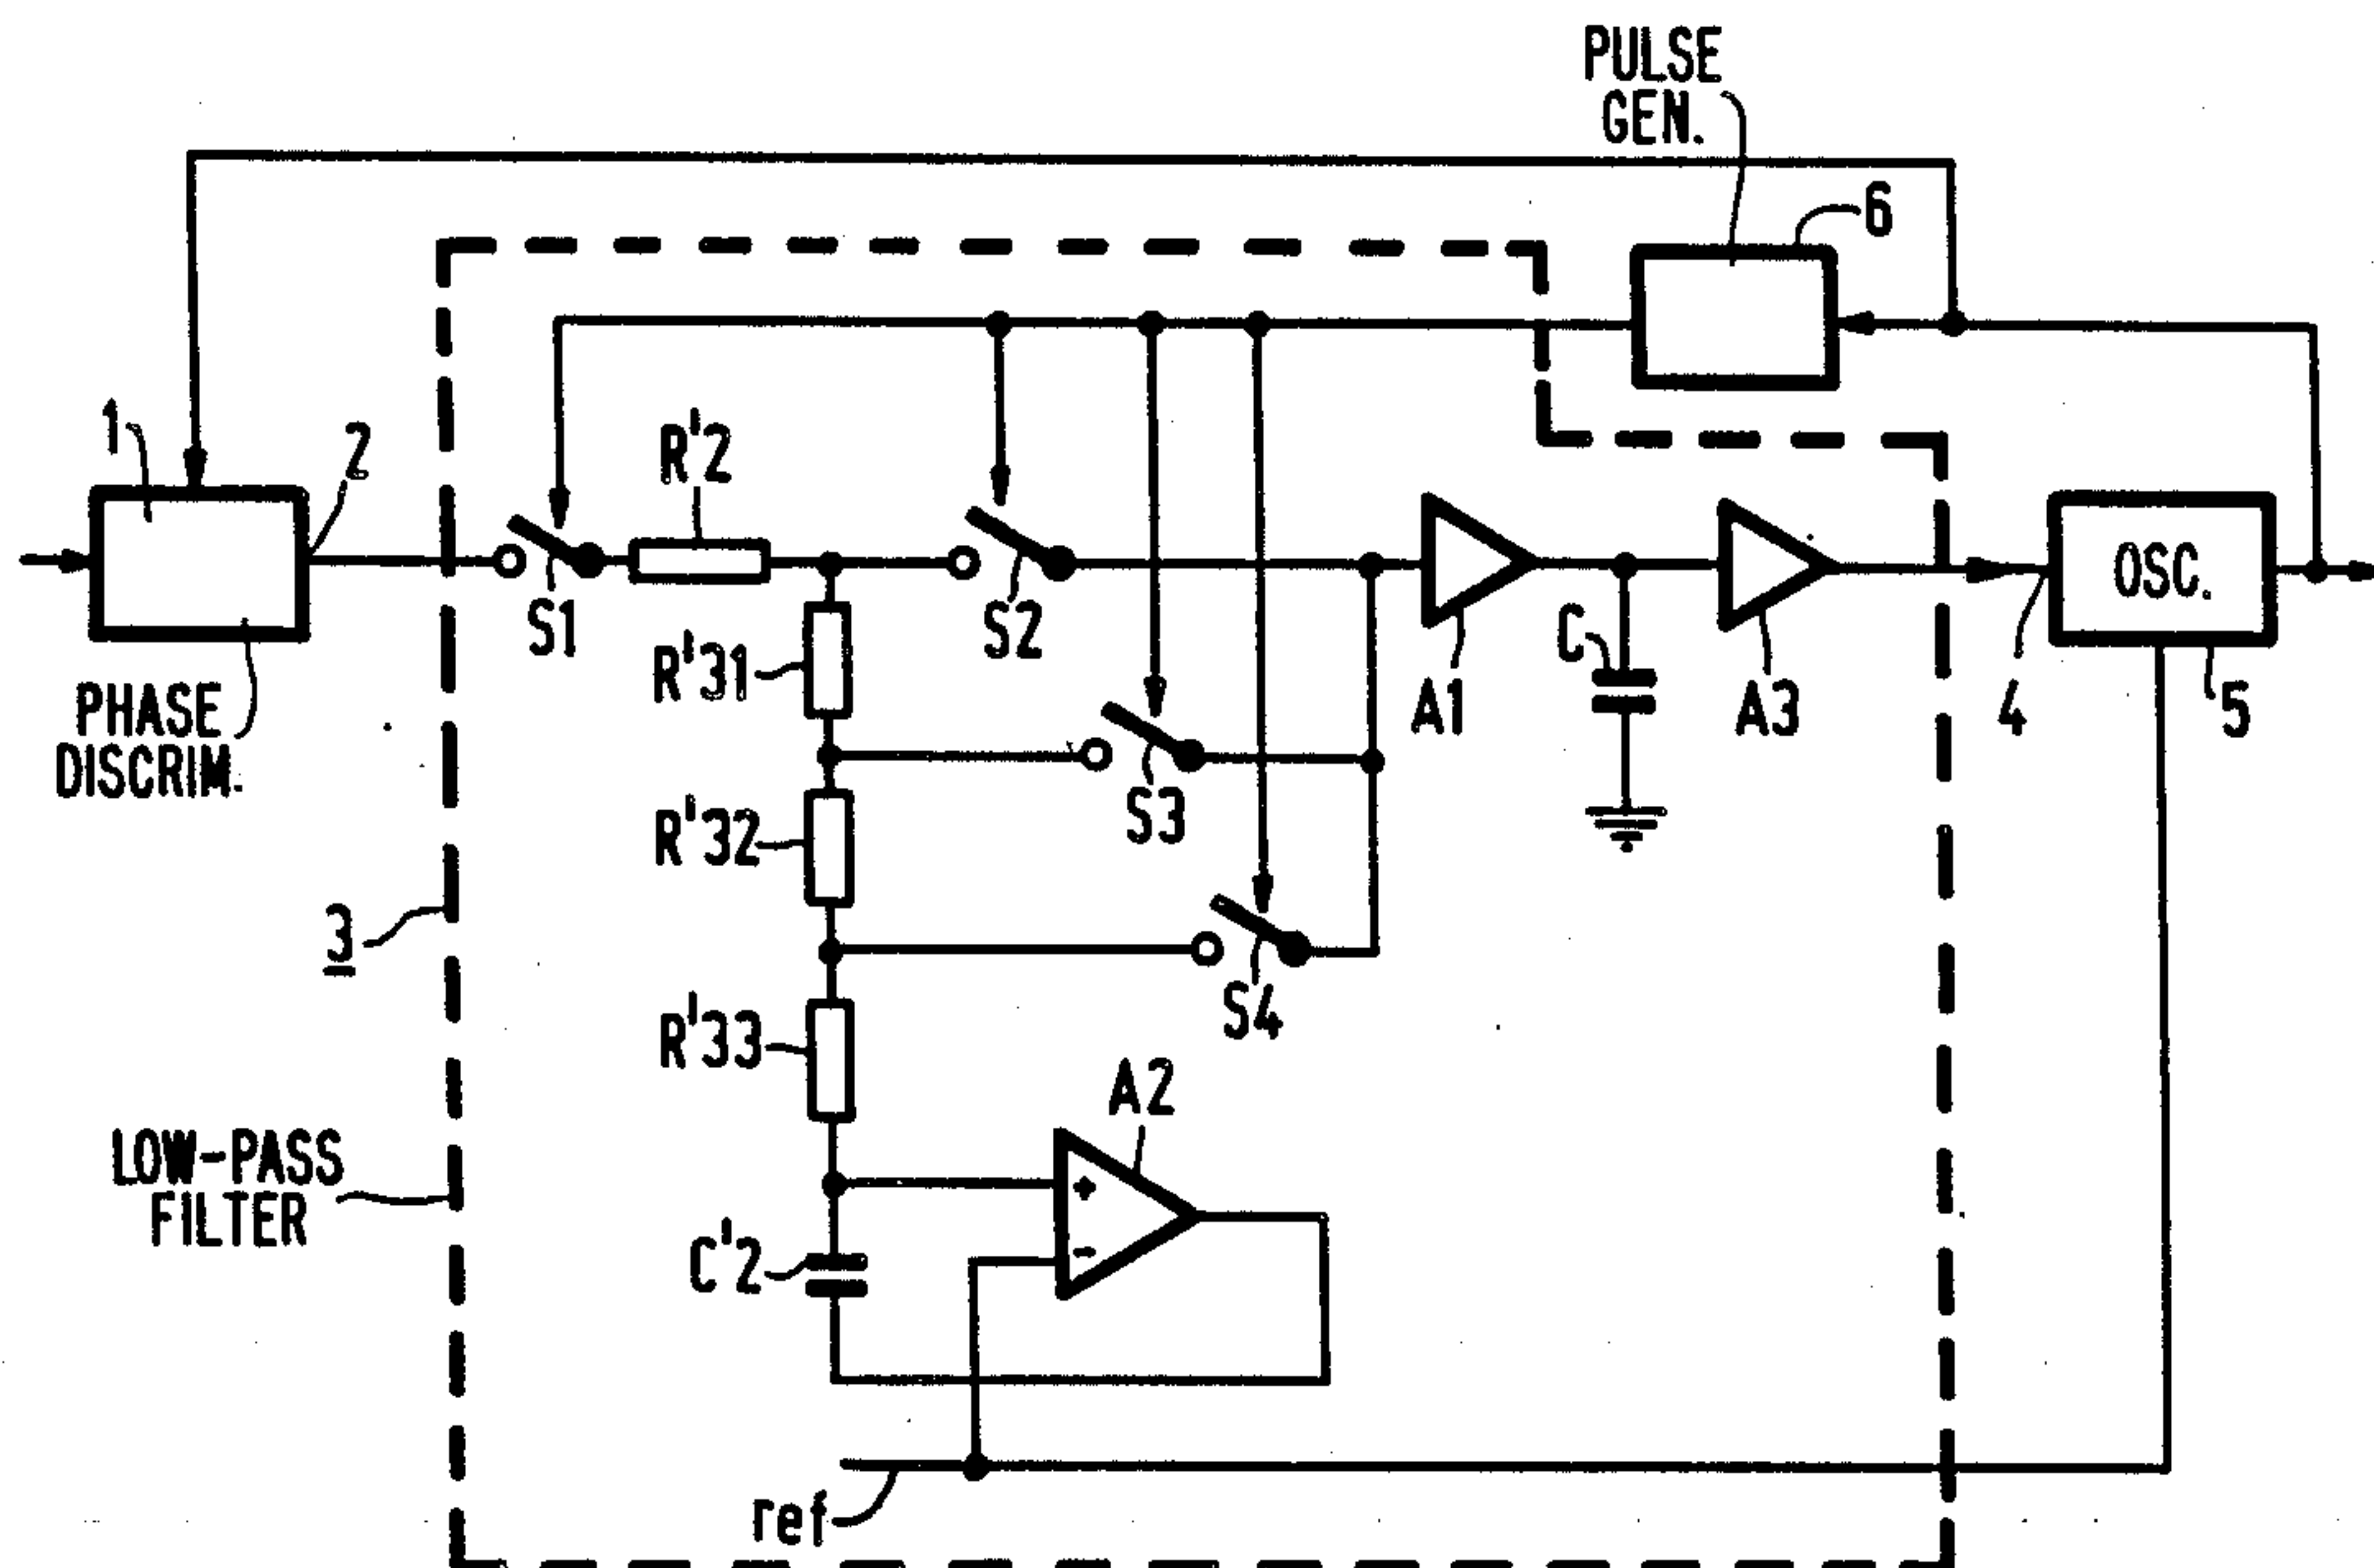 PULSE
GEN.
6
1
2
R'2
S1
S2
OSC.
R'31
C
A1
A3
4
5
PHASE
DISCRIM.
S3
R'32
3
S4
R'33
A2
LOW-PASS
FILTER
+
-
C'2
ref